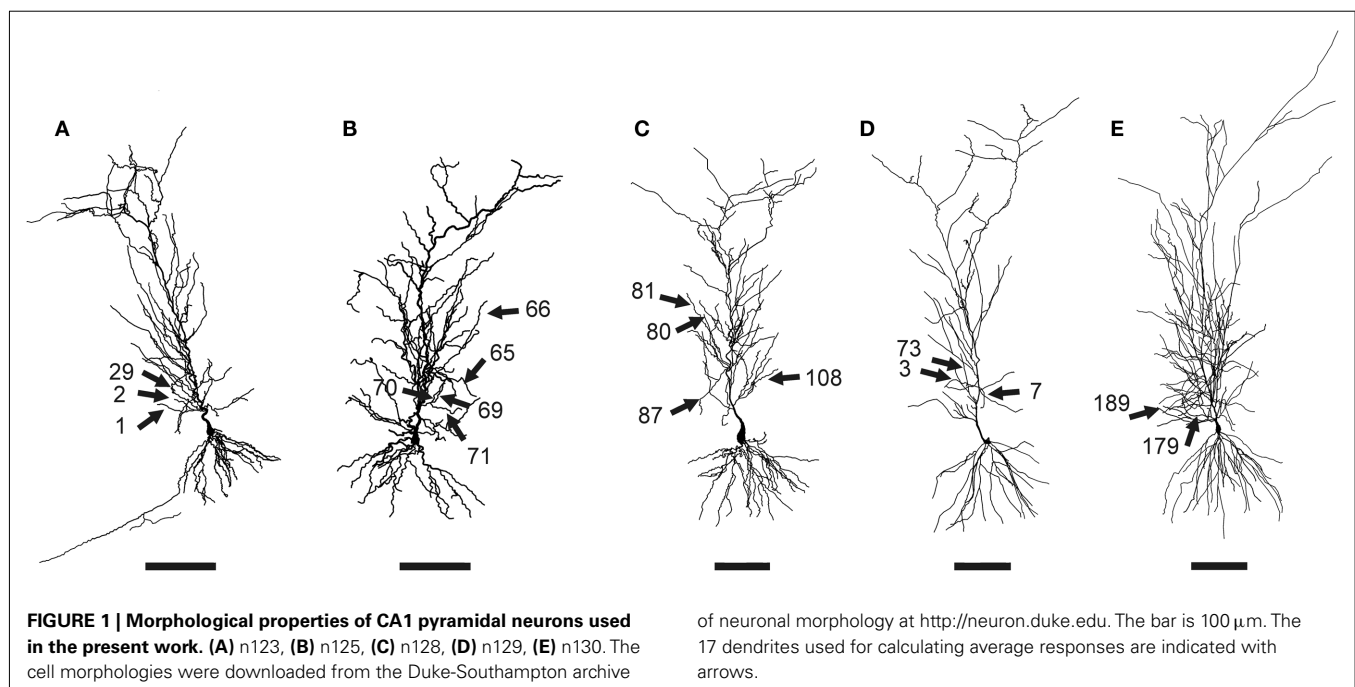 A
B
C
D
E
29
2
1
66
65
70
69
71
81
80
108
87
73
3
7
189
179
FIGURE 1 | Morphological properties of CA1 pyramidal neurons used
in the present work. (A) n123, (B) n125, (C) n128, (D) n129, (E) n130. The
cell morphologies were downloaded from the Duke-Southampton archive
of neuronal morphology at http://neuron.duke.edu. The bar is 100 μm. The
17 dendrites used for calculating average responses are indicated with
arrows.